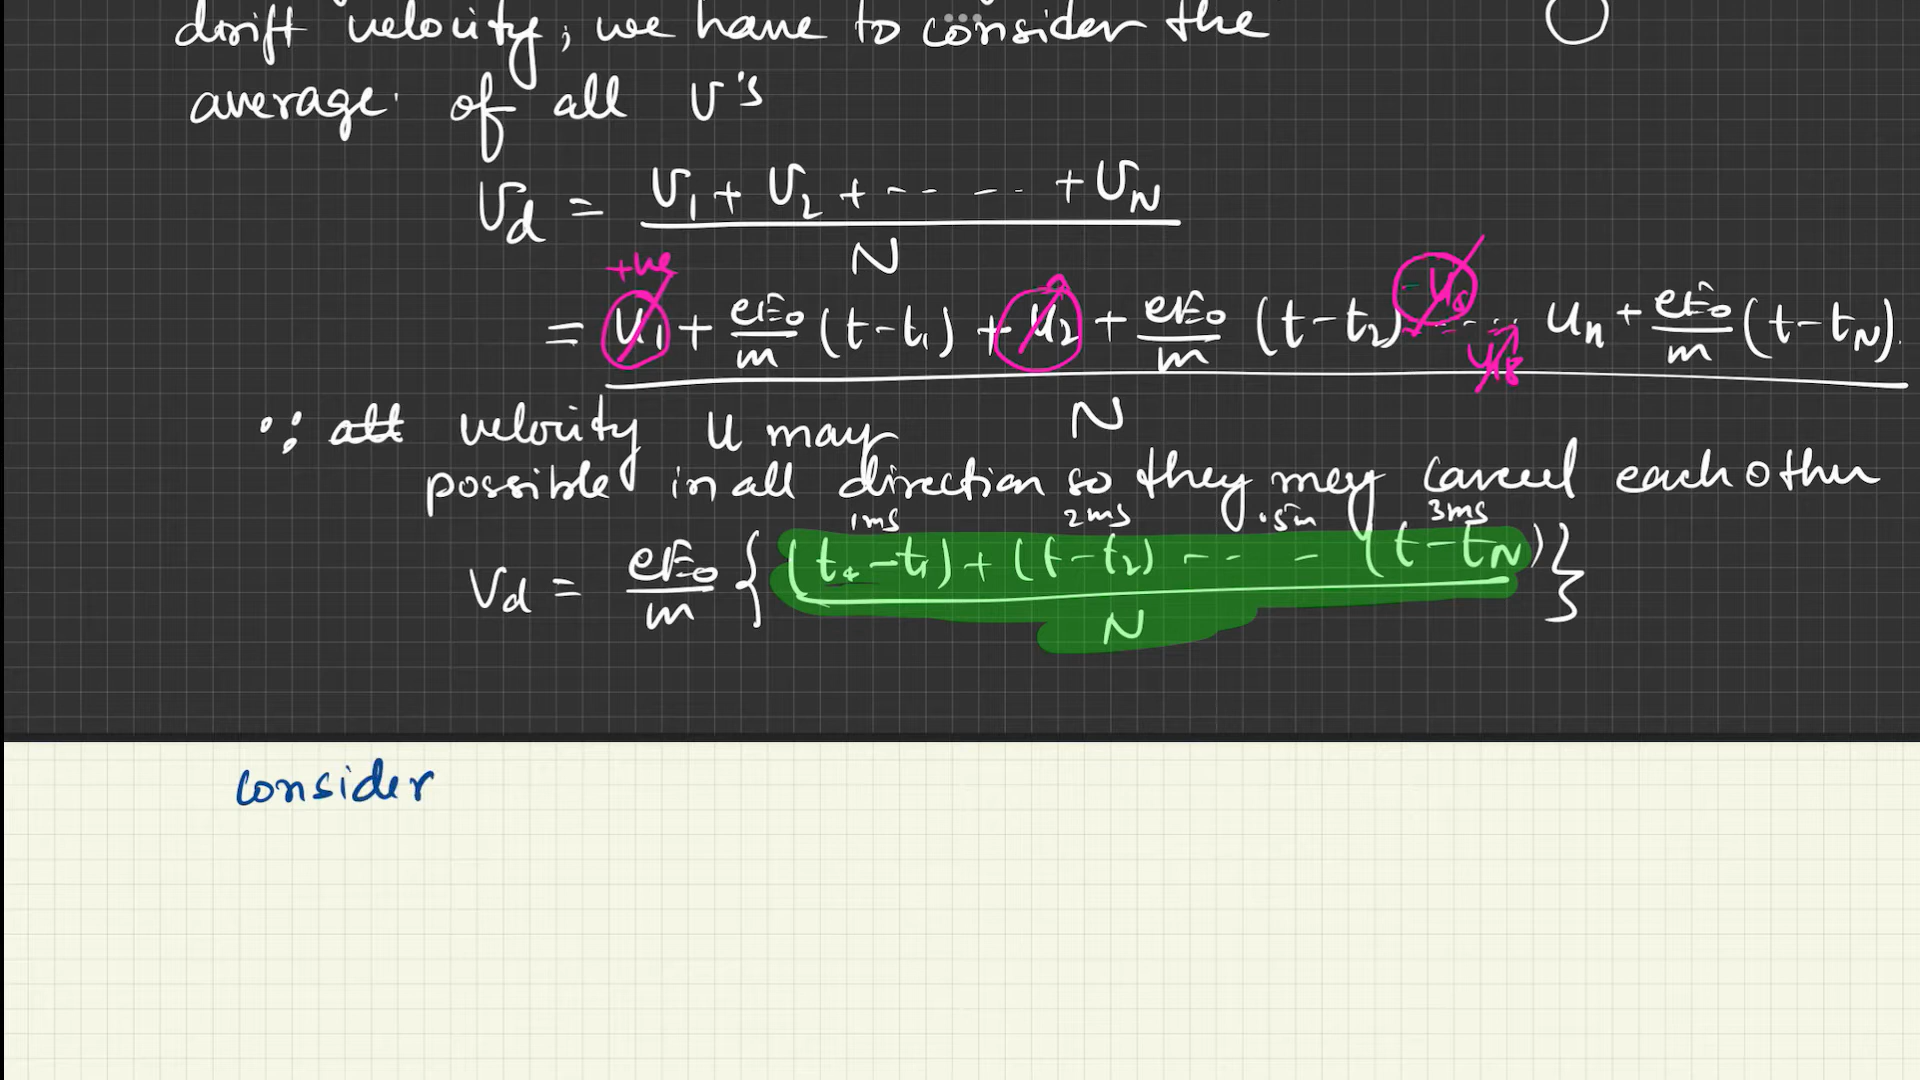 drift velocity, we have to consider the
average of all v's
Vd = V1 + V2 + -- -- - + VN
N
+ve
= u1 + eE0/m (t-t1) + u2 + eE0/m (t-t2) ---- un + eE0/m (t-tN)
N
∵ all velocity u may
possible in all direction so they may cancel each other
1ms 2ms .5m 3ms
Vd = eE0/m { (t-t1) + (t-t2) -- - - (t-tN) }
N
consider